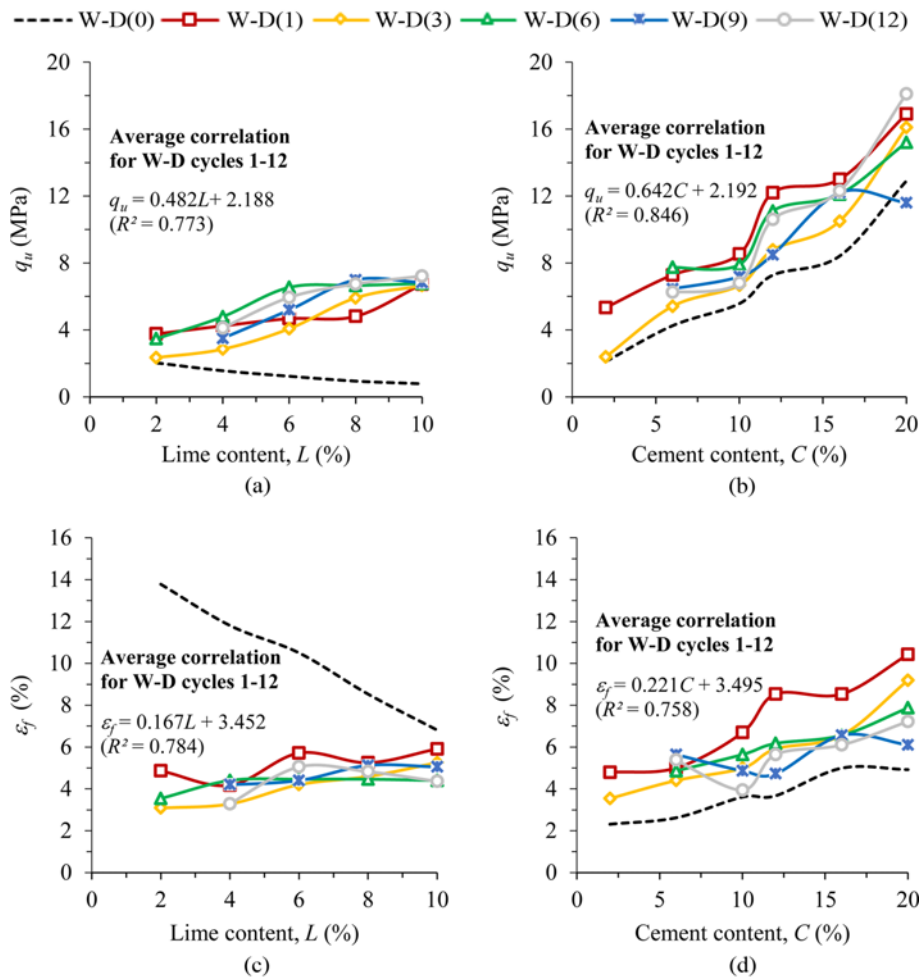 W-D(0) W-D(1) W-D(3) W-D(6) W-D(9) W-D(12)
20
16
12
8
4
0
qu (MPa)
Average correlation
for W-D cycles 1-12
qu = 0.482L+ 2.188
(R² = 0.773)
0 2 4 6 8 10
Lime content, L (%)
(a)
20
16
12
8
4
0
qu (MPa)
Average correlation
for W-D cycles 1-12
qu = 0.642C + 2.192
(R² = 0.846)
0 5 10 15 20
Cement content, C (%)
(b)
16
14
12
10
8
6
4
2
0
εf (%)
Average correlation
for W-D cycles 1-12
εf = 0.167L + 3.452
(R² = 0.784)
0 2 4 6 8 10
Lime content, L (%)
(c)
16
14
12
10
8
6
4
2
0
εf (%)
Average correlation
for W-D cycles 1-12
εf = 0.221C + 3.495
(R² = 0.758)
0 5 10 15 20
Cement content, C (%)
(d)